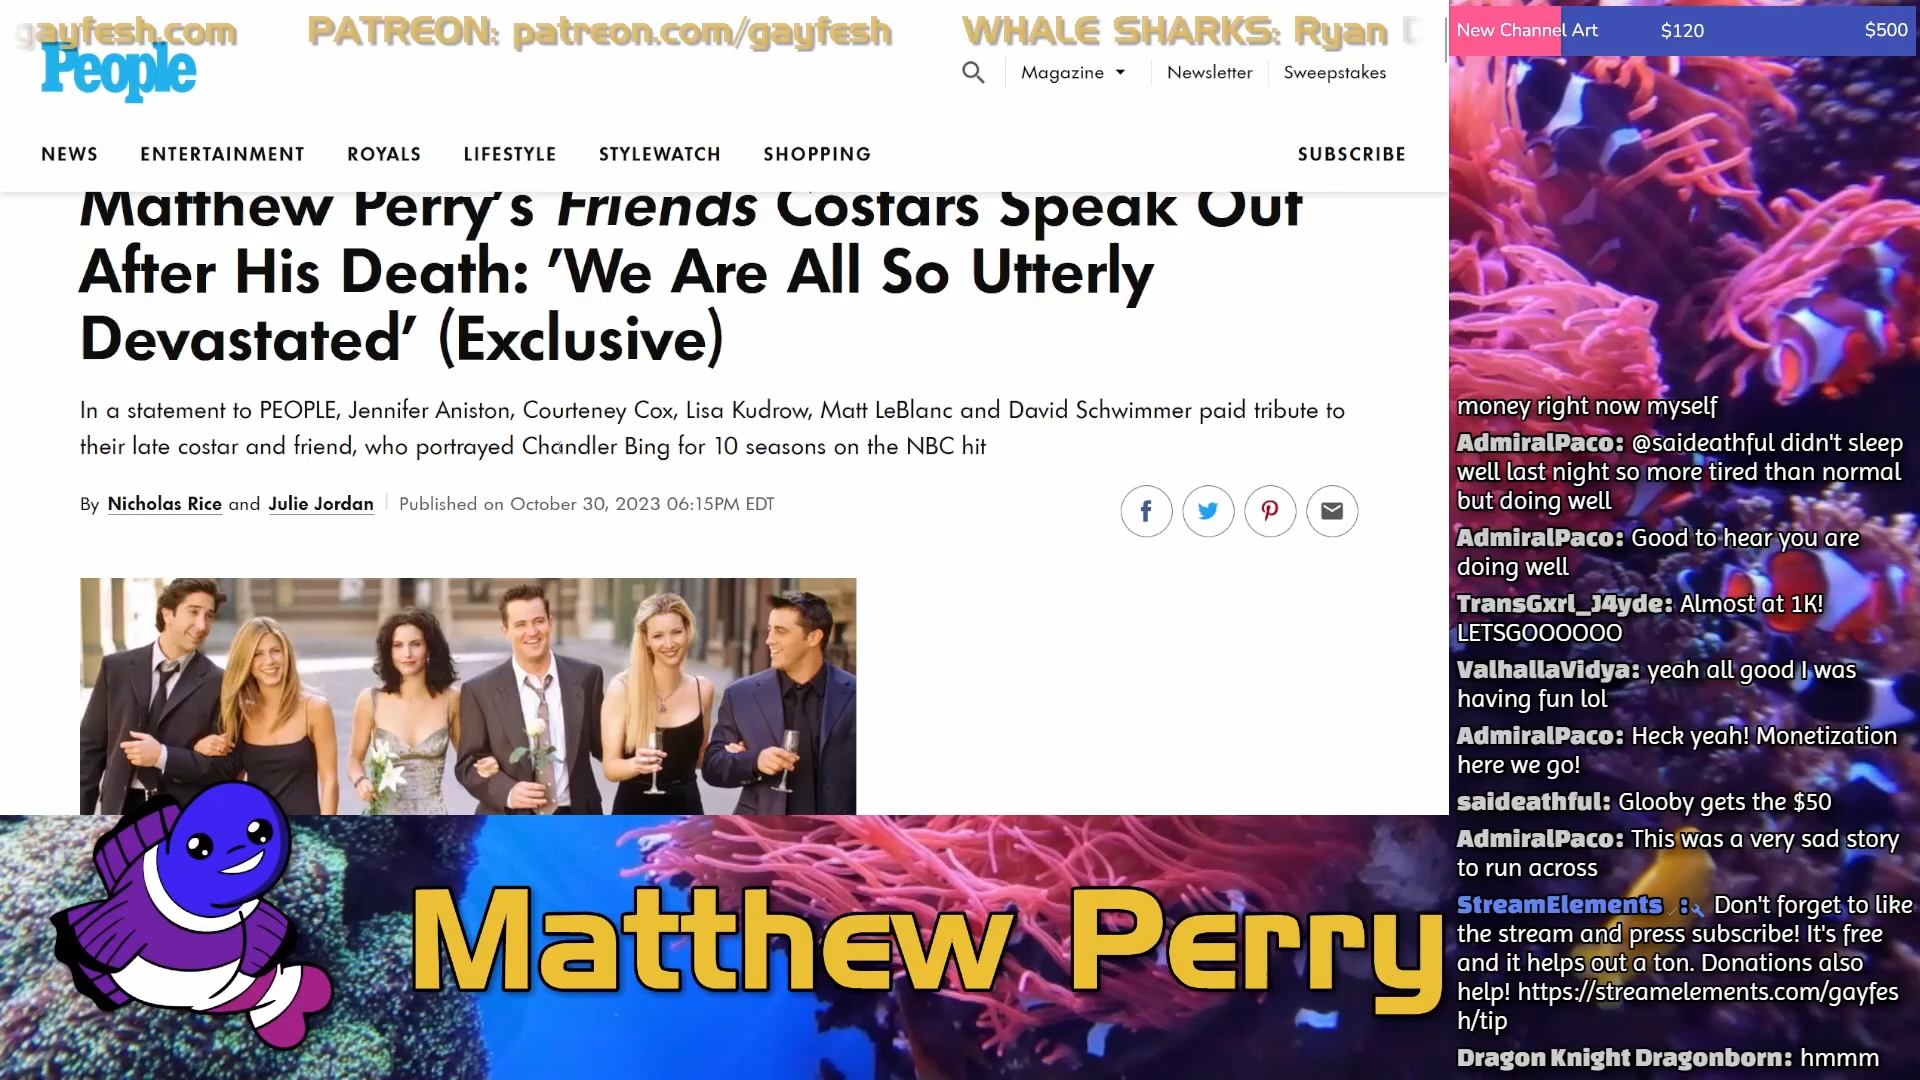 gayfesh.com PATREON: patreon.com/gayfesh WHALE SHARKS: Ryan
New Channel Art $120 $500
People
Magazine Newsletter Sweepstakes
NEWS ENTERTAINMENT ROYALS LIFESTYLE STYLEWATCH SHOPPING SUBSCRIBE
Matthew Perry's Friends Costars Speak Out
After His Death: 'We Are All So Utterly
Devastated' (Exclusive)
In a statement to PEOPLE, Jennifer Aniston, Courteney Cox, Lisa Kudrow, Matt LeBlanc and David Schwimmer paid tribute to
their late costar and friend, who portrayed Chandler Bing for 10 seasons on the NBC hit
By Nicholas Rice and Julie Jordan Published on October 30, 2023 06:15PM EDT
Matthew Perry
money right now myself
AdmiralPaco: @saideathful didn't sleep
well last night so more tired than normal
but doing well
AdmiralPaco: Good to hear you are
doing well
TransGxrl_J4yde: Almost at 1K!
LETSGOOOOOO
ValhallaVidya: yeah all good I was
having fun lol
AdmiralPaco: Heck yeah! Monetization
here we go!
saideathful: Glooby gets the $50
AdmiralPaco: This was a very sad story
to run across
StreamElements : Don't forget to like
the stream and press subscribe! It's free
and it helps out a ton. Donations also
help! https://streamelements.com/gayfes
h/tip
Dragon Knight Dragonborn: hmmm